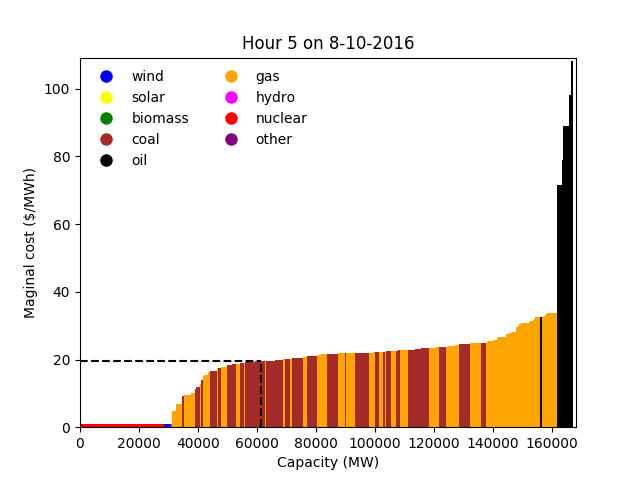 Hour 5 on 8-10-2016
wind
solar
biomass
coal
oil
gas
hydro
nuclear
other
100
80
60
40
20
0
Maginal cost ($/MWh)
0 20000 40000 60000 80000 100000 120000 140000 160000
Capacity (MW)